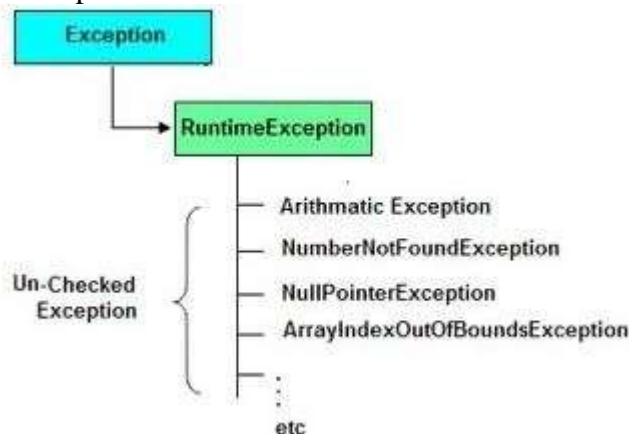 Exception
RuntimeException
Arithmatic Exception
NumberNotFoundException
NullPointerException
ArrayIndexOutOfBoundsException
Un-Checked
Exception
etc